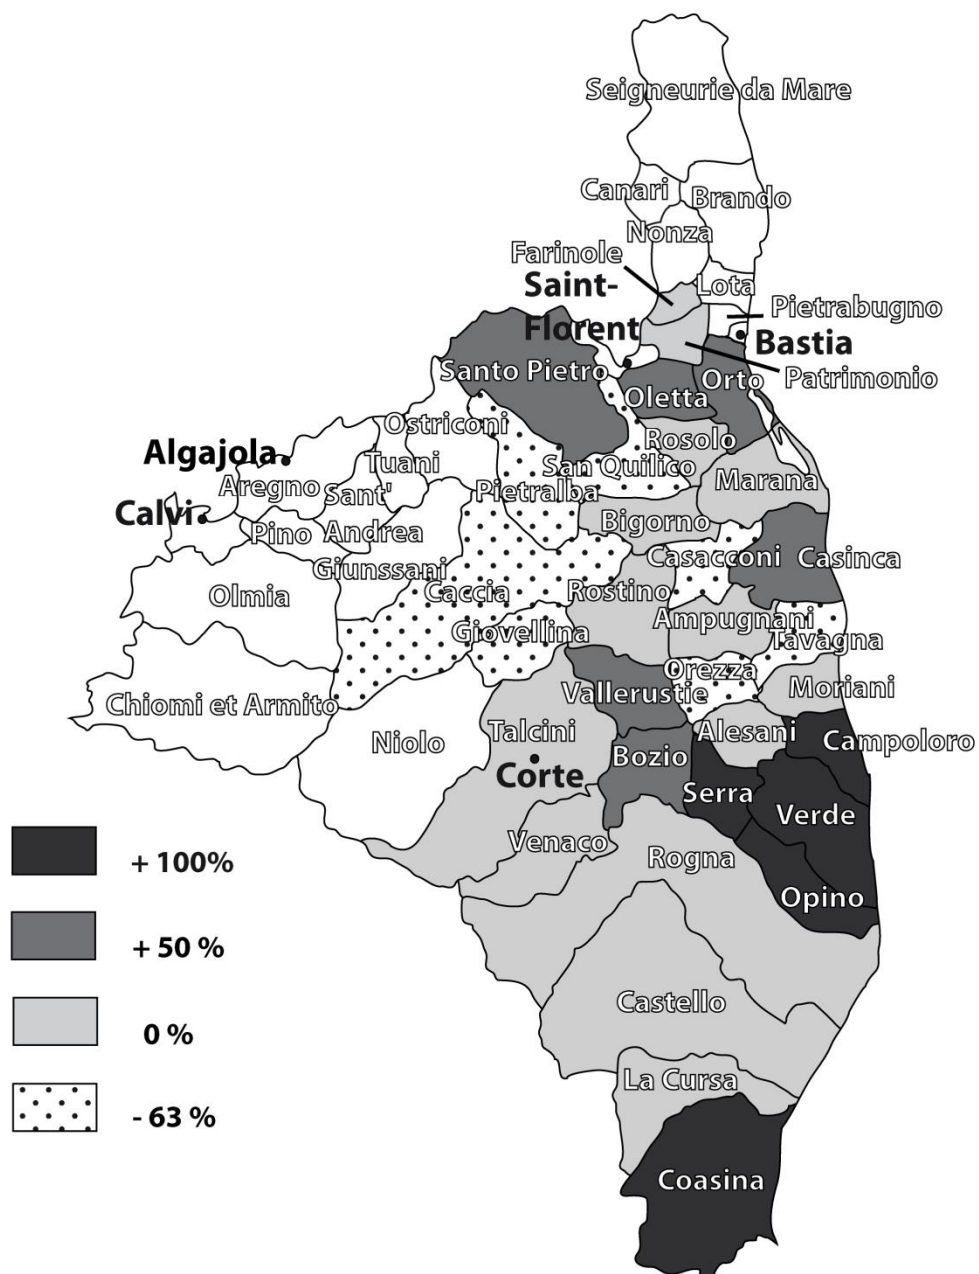 Seigneurie da Mare
Canari
Brando
Nonza
Farinole
Lota
Saint-
Florent
Pietrabugno
Bastia
Patrimonio
Santo Pietro
Oletta
Orto
Ostriconi
Rosolo
Algajola
Tuani
San Quilico
Marana
Aregno
Sant'
Andrea
Pietralba
Calvi
Pino
Bigorno
Giunssani
Casacconi
Casinca
Olmia
Caccia
Rostino
Ampugnani
Giovellina
Tavagna
Orezza
Chiomi et Armito
Vallerustie
Moriani
Niolo
Talcini
Alesani
Campoloro
Corte
Bozio
Serra
Verde
Venaco
Rogna
Opino
Castello
La Cursa
Coasina
+ 100%
+ 50 %
0 %
- 63 %